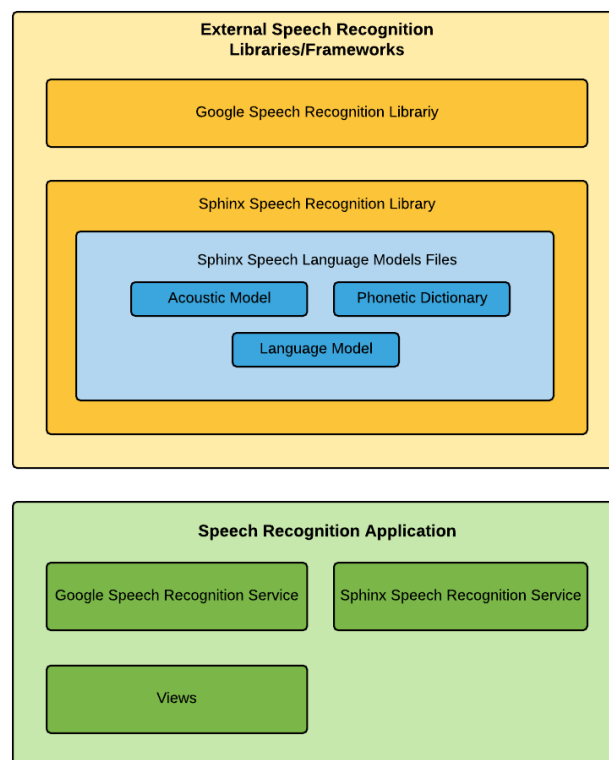 External Speech Recognition
Libraries/Frameworks
Google Speech Recognition Librariy
Sphinx Speech Recognition Library
Sphinx Speech Language Models Files
Acoustic Model
Phonetic Dictionary
Language Model
Speech Recognition Application
Google Speech Recognition Service
Sphinx Speech Recognition Service
Views